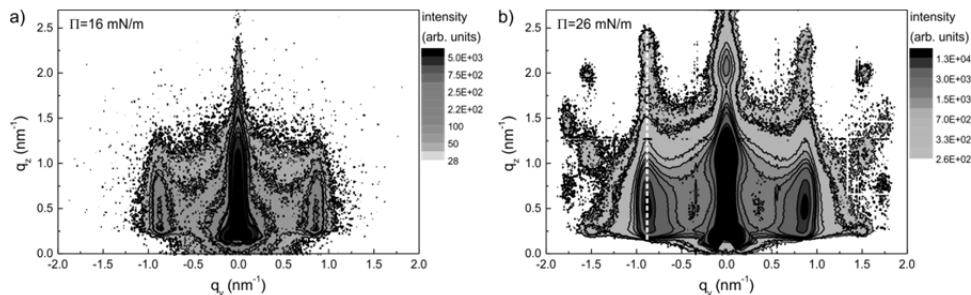 a)
Π=16 mN/m
intensity
(arb. units)
5.0E+03
7.5E+02
2.5E+02
2.2E+02
100
50
28
q_z (nm⁻¹)
2.5
2.0
1.5
1.0
0.5
0.0
-2.0 -1.5 -1.0 -0.5 0.0 0.5 1.0 1.5 2.0
q_y (nm⁻¹)
b)
Π=26 mN/m
intensity
(arb. units)
1.3E+04
3.0E+03
1.5E+03
7.0E+02
2.6E+02
q_z (nm⁻¹)
2.5
2.0
1.5
1.0
0.5
0.0
-2.0 -1.5 -1.0 -0.5 0.0 0.5 1.0 1.5 2.0
q_y (nm⁻¹)